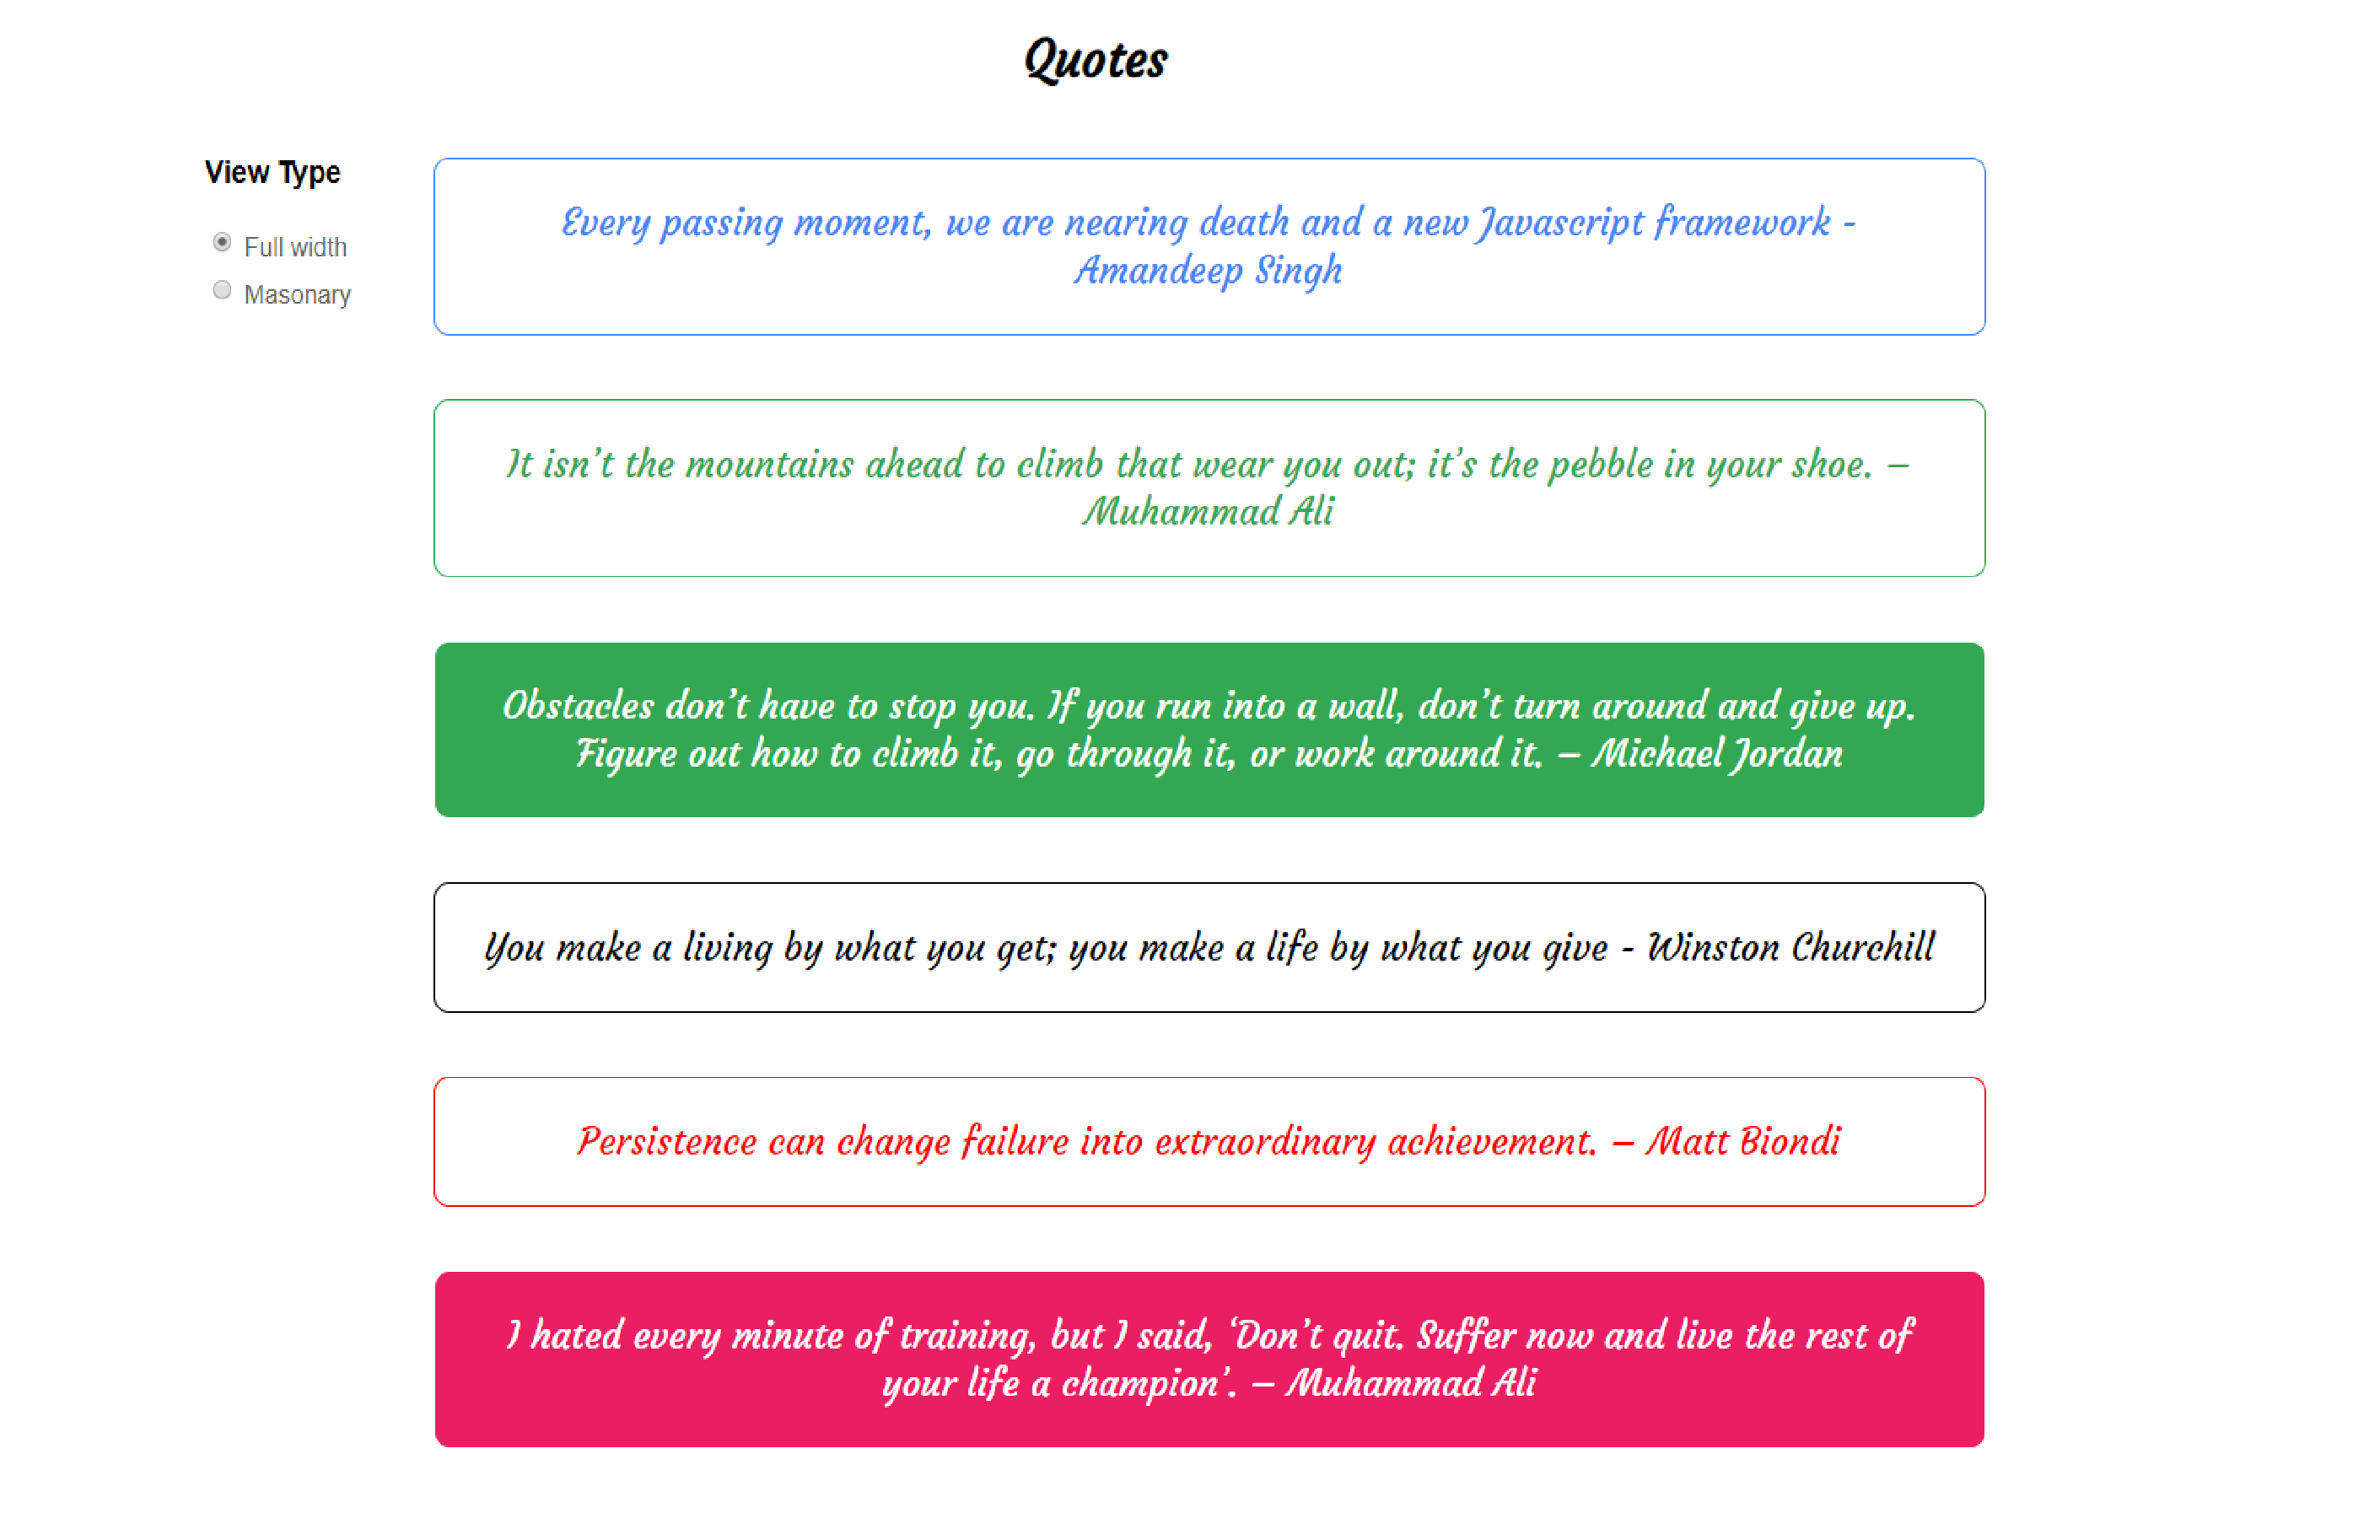 Quotes
View Type
Full width
Masonary
Every passing moment, we are nearing death and a new Javascript framework -
Amandeep Singh
It isn’t the mountains ahead to climb that wear you out; it’s the pebble in your shoe. –
Muhammad Ali
Obstacles don’t have to stop you. If you run into a wall, don’t turn around and give up.
Figure out how to climb it, go through it, or work around it. – Michael Jordan
You make a living by what you get; you make a life by what you give - Winston Churchill
Persistence can change failure into extraordinary achievement. – Matt Biondi
I hated every minute of training, but I said, ‘Don’t quit. Suffer now and live the rest of
your life a champion’. – Muhammad Ali